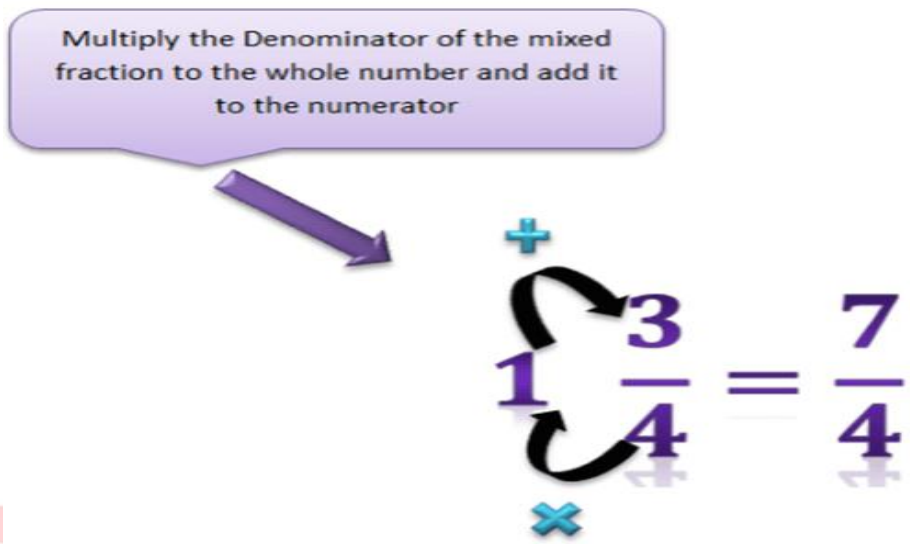 Multiply the Denominator of the mixed
fraction to the whole number and add it
to the numerator
+
1 3/4 = 7/4
×